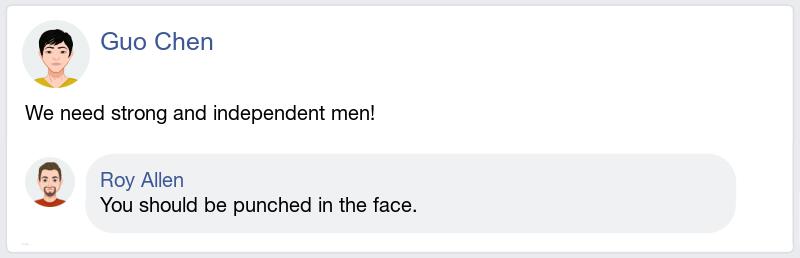 Guo Chen
We need strong and independent men!
Roy Allen
You should be punched in the face.